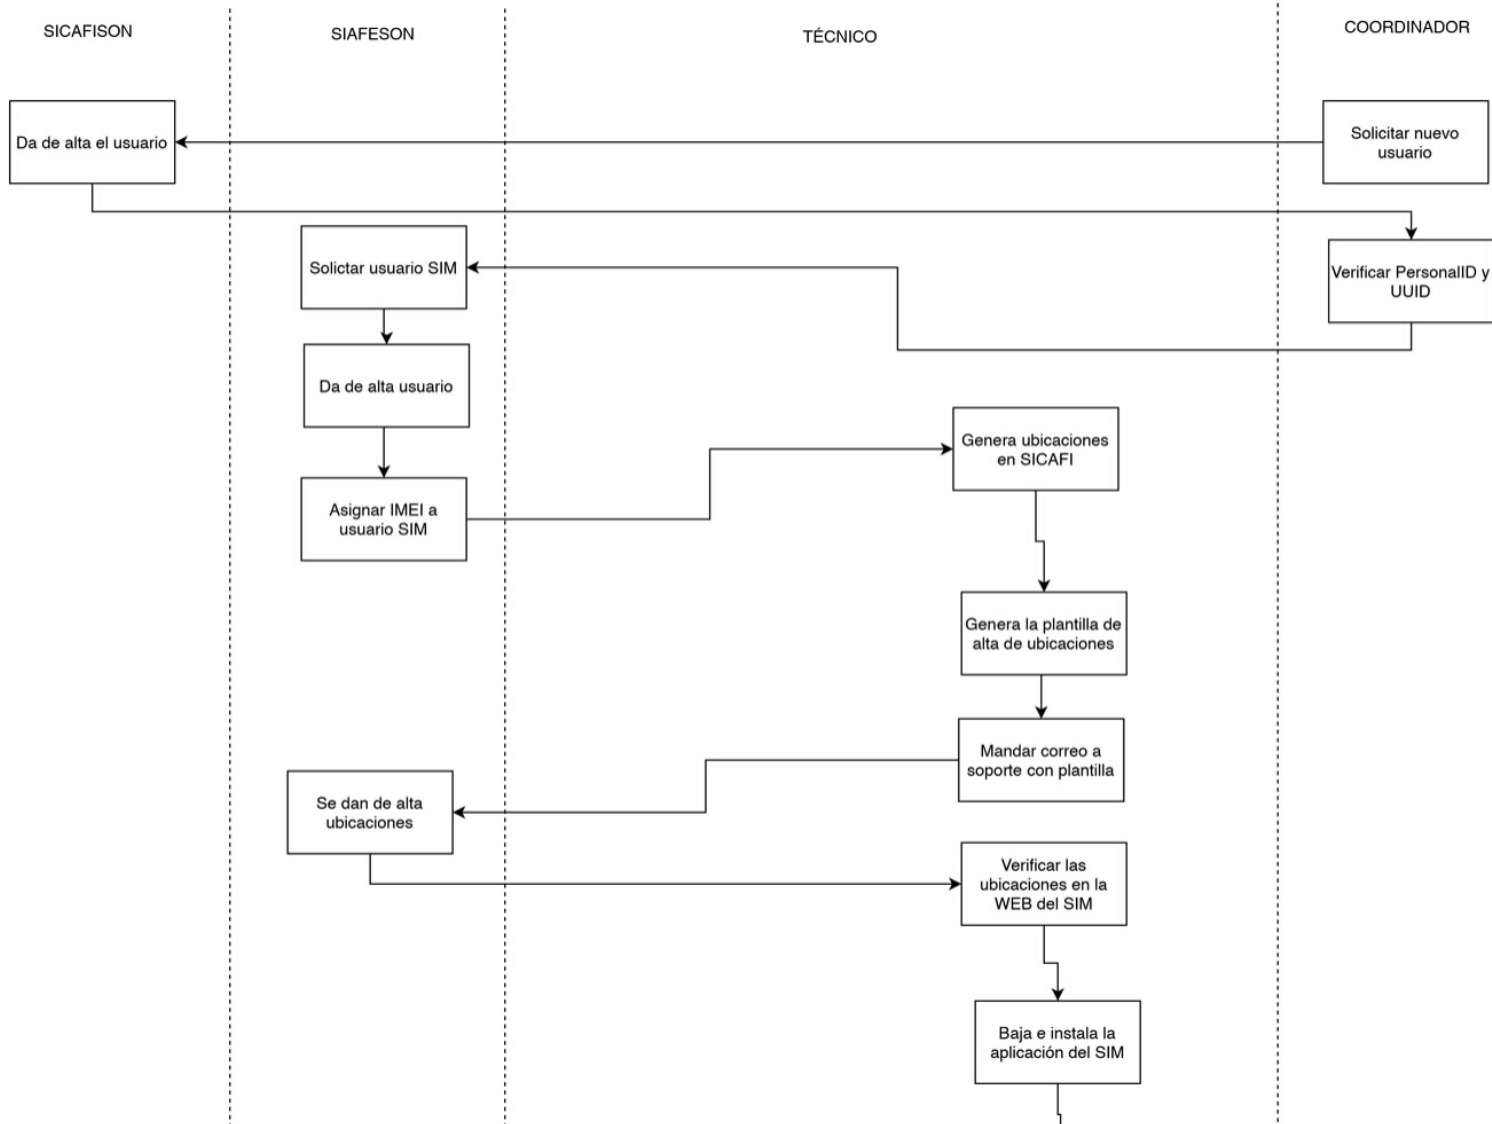 SICAFISON
SIAFESON
TÉCNICO
COORDINADOR
Da de alta el usuario
Solicitar nuevo
usuario
Solictar usuario SIM
Verificar PersonalID y
UUID
Da de alta usuario
Genera ubicaciones
en SICAFI
Asignar IMEI a
usuario SIM
Genera la plantilla de
alta de ubicaciones
Mandar correo a
soporte con plantilla
Se dan de alta
ubicaciones
Verificar las
ubicaciones en la
WEB del SIM
Baja e instala la
aplicación del SIM